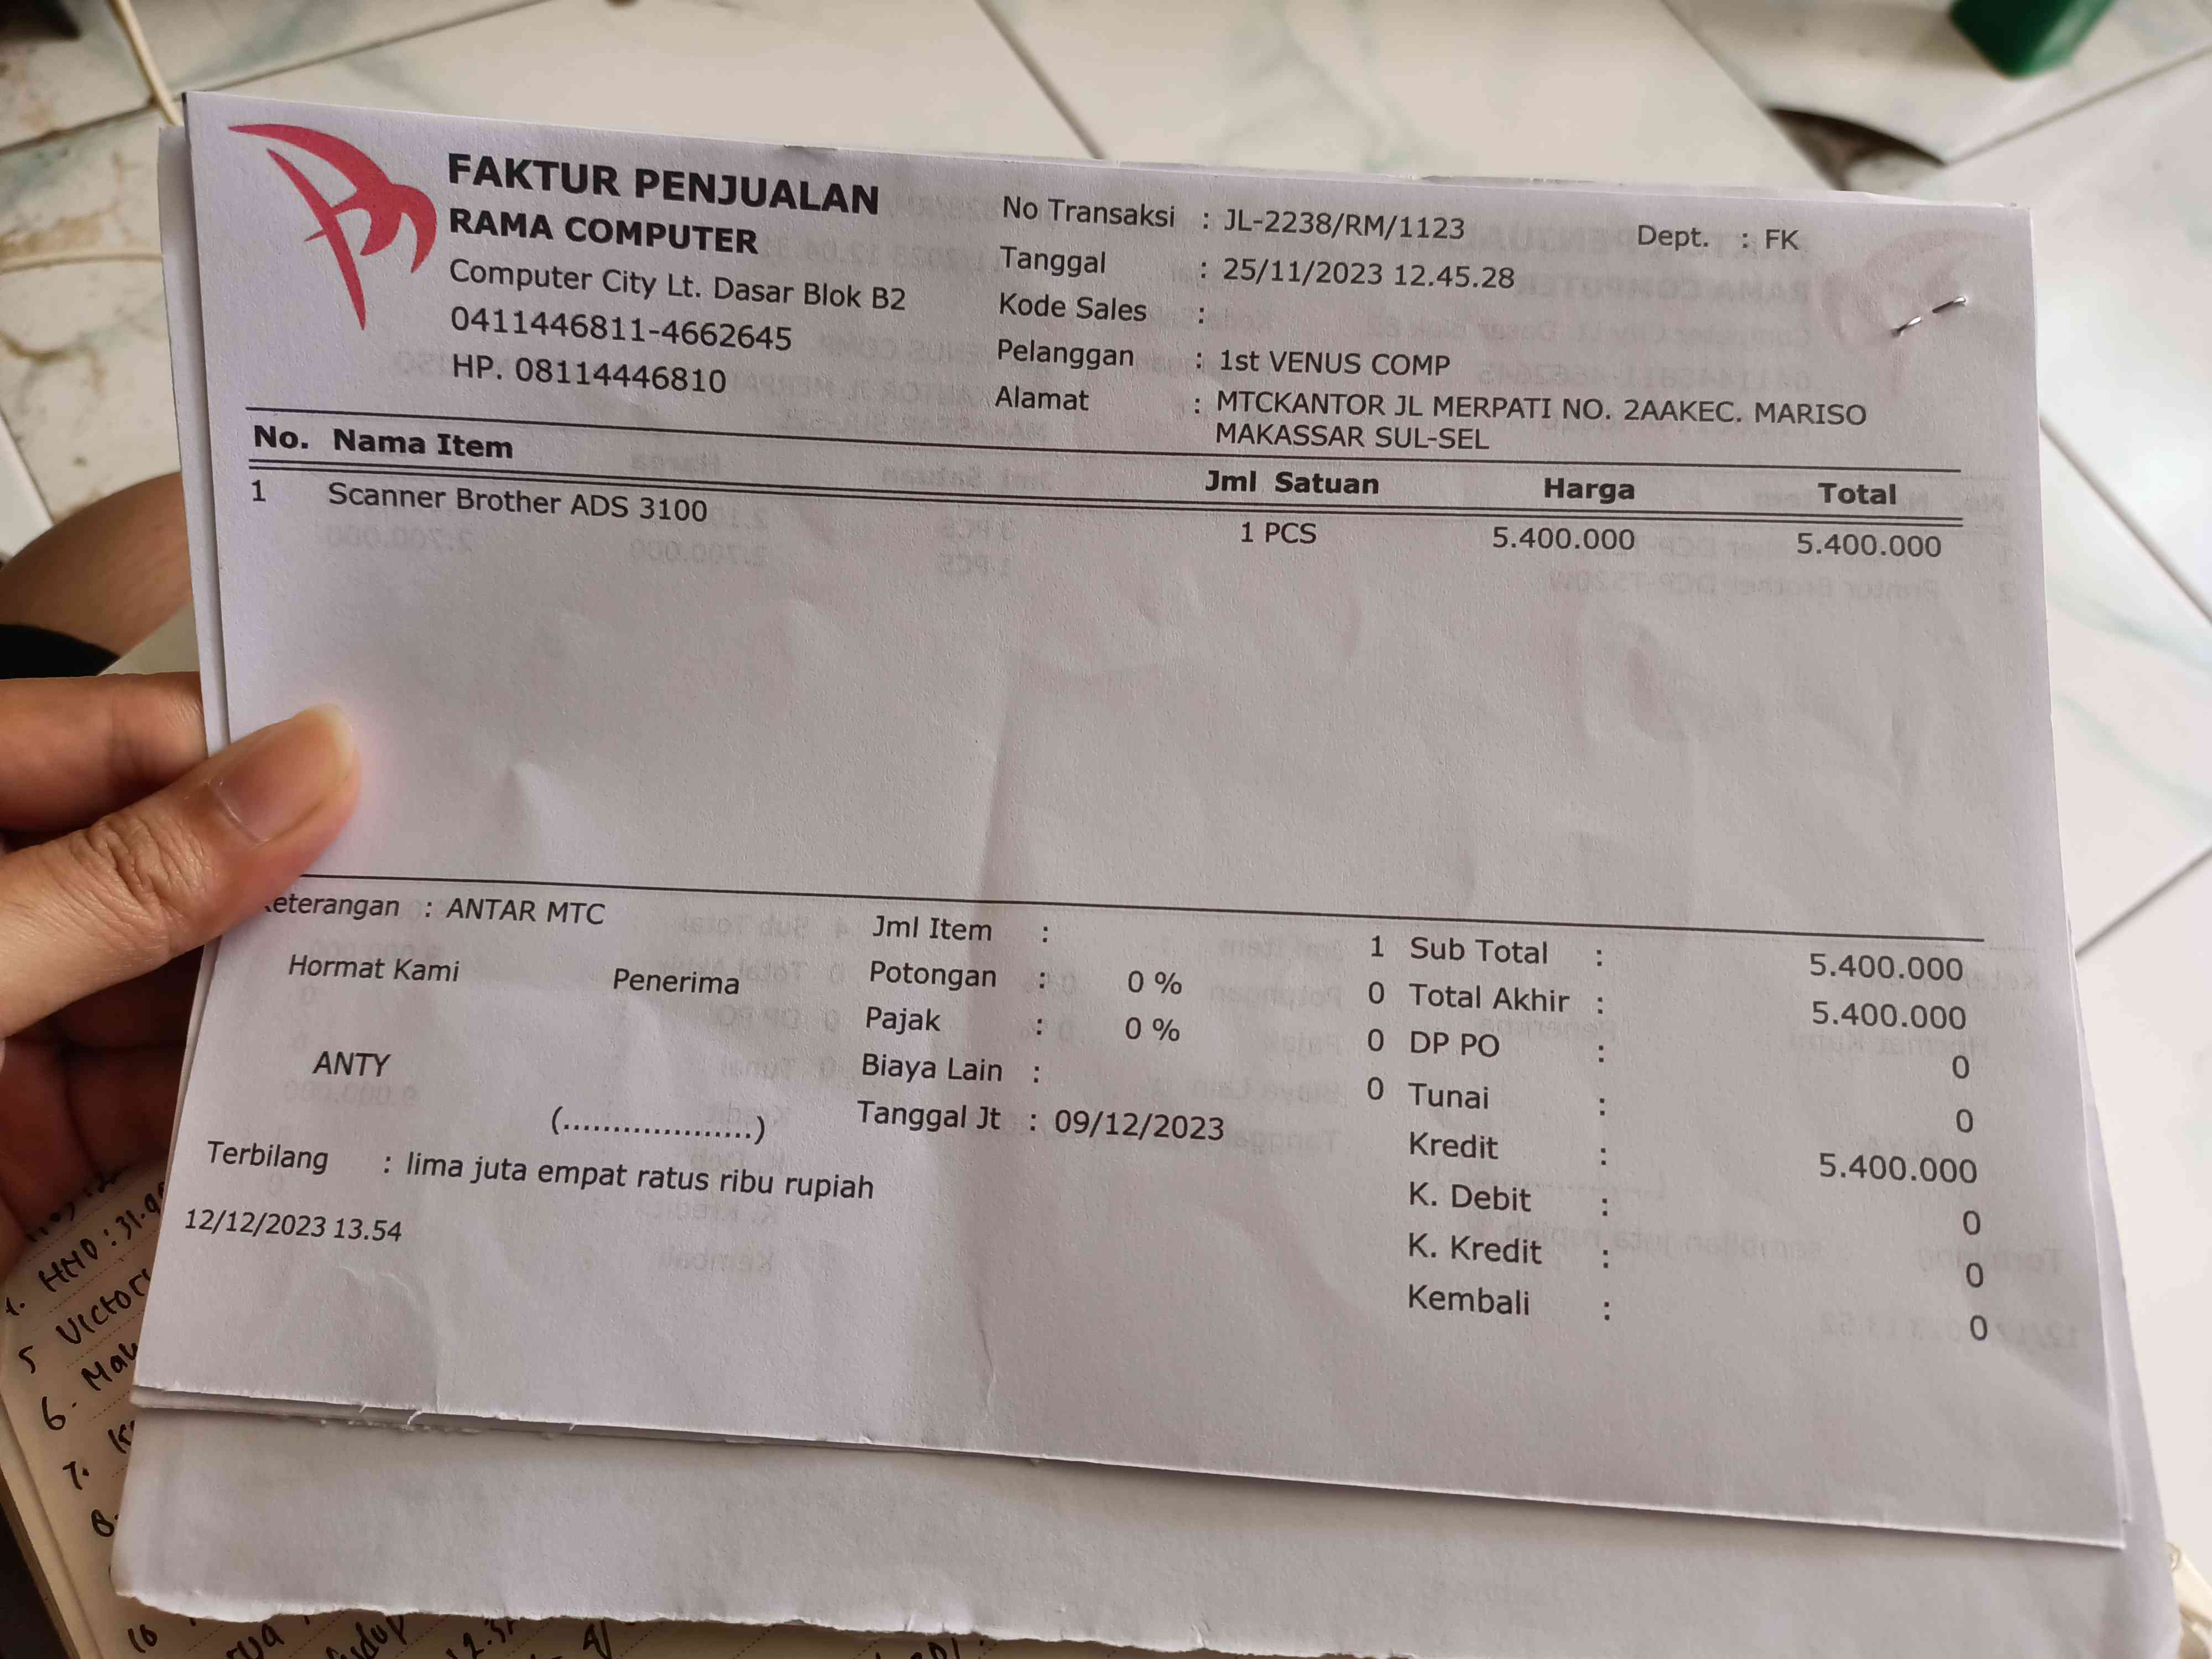 FAKTUR PENJUALAN
RAMA COMPUTER
Computer City Lt. Dasar Blok B2
0411446811-4662645
HP. 08114446810
No Transaksi : JL-2238/RM/1123
Dept. : FK
Tanggal : 25/11/2023 12.45.28
Kode Sales :
Pelanggan : 1st VENUS COMP
Alamat : MTCKANTOR JL MERPATI NO. 2AAKEC. MARISO
MAKASSAR SUL-SEL
No. Nama Item Jml Satuan Harga Total
1 Scanner Brother ADS 3100 1 PCS 5.400.000 5.400.000
eterangan : ANTAR MTC
Hormat Kami Penerima
ANTY
(....................)
Jml Item : 1
Potongan : 0 % 0
Pajak : 0 % 0
Biaya Lain : 0
Tanggal Jt : 09/12/2023
Sub Total : 5.400.000
Total Akhir : 5.400.000
DP PO : 0
Tunai : 0
Kredit : 5.400.000
K. Debit : 0
K. Kredit : 0
Kembali : 0
Terbilang : lima juta empat ratus ribu rupiah
12/12/2023 13.54
5
6.
7.
8.
10